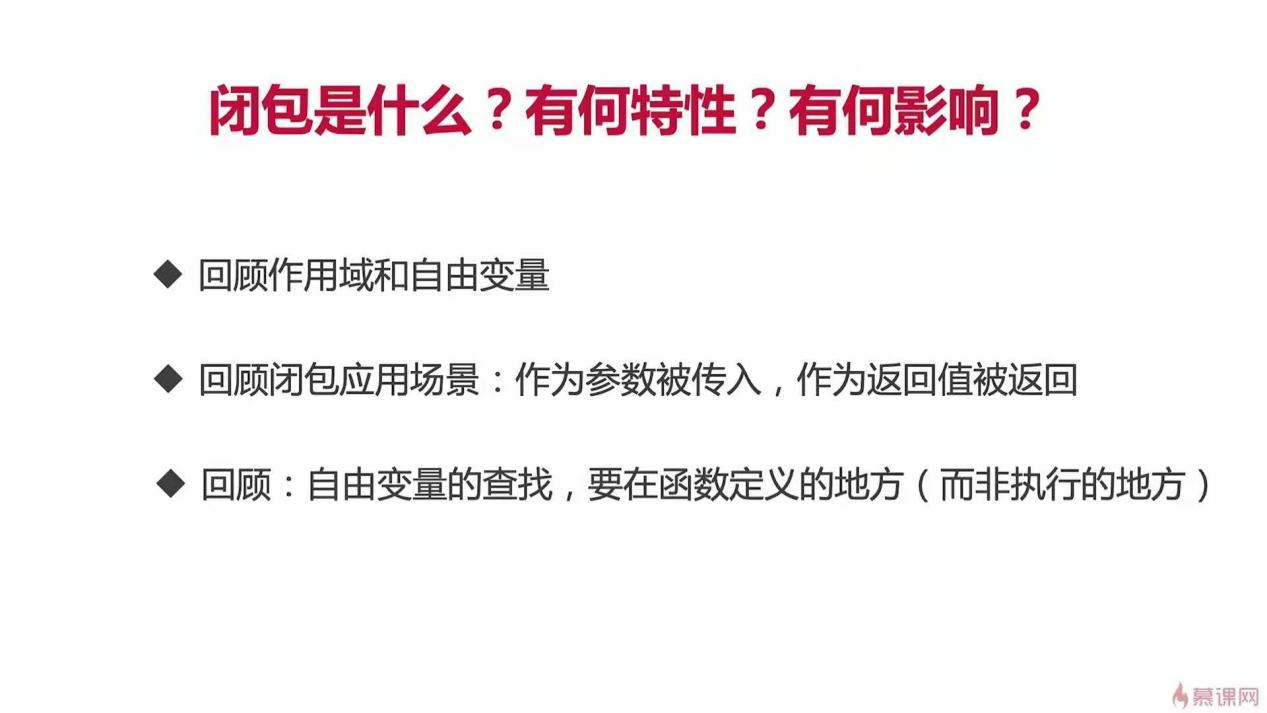 闭包是什么？有何特性？有何影响？
◆ 回顾作用域和自由变量
◆ 回顾闭包应用场景：作为参数被传入，作为返回值被返回
◆ 回顾：自由变量的查找，要在函数定义的地方（而非执行的地方）
慕课网